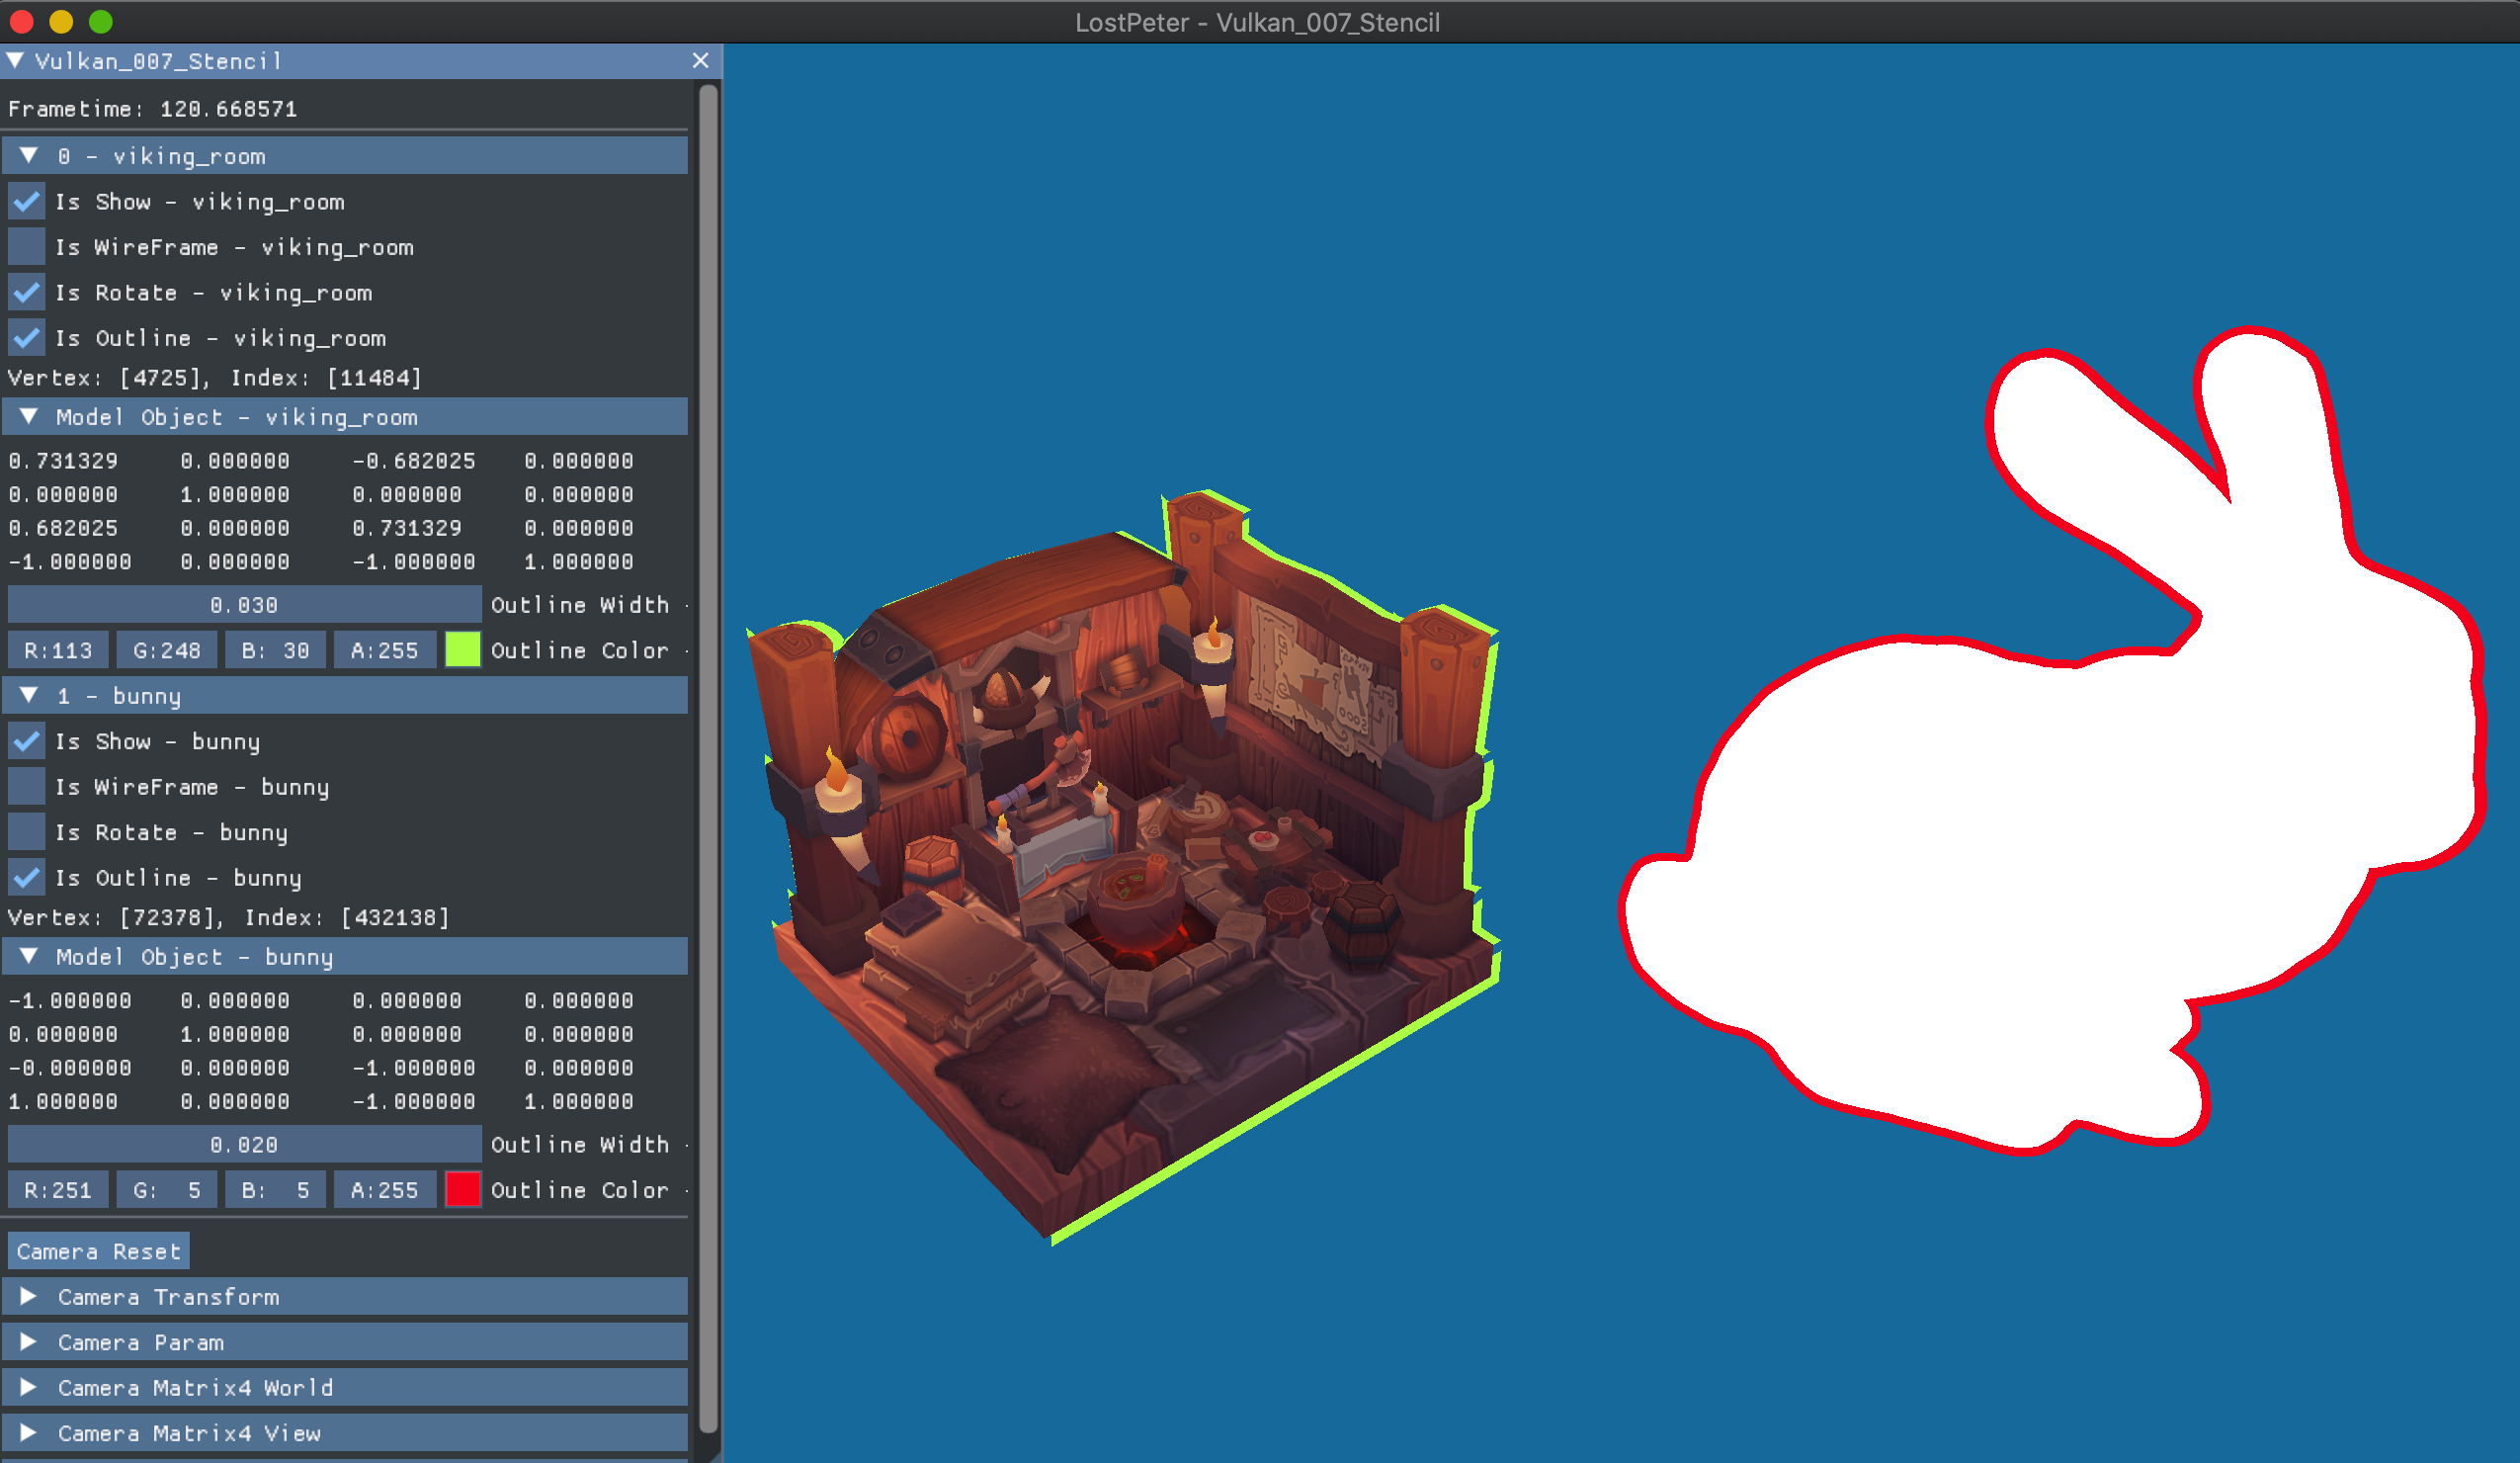 LostPeter - Vulkan_007_Stencil
Vulkan_007_Stencil
Frametime: 120.668571
0 - viking_room
Is Show - viking_room
Is WireFrame - viking_room
Is Rotate - viking_room
Is Outline - viking_room
Vertex: [4725], Index: [11484]
Model Object - viking_room
0.731329 0.000000 -0.682025 0.000000
0.000000 1.000000 0.000000 0.000000
0.682025 0.000000 0.731329 0.000000
-1.000000 0.000000 -1.000000 1.000000
0.030 Outline Width -
R:113 G:248 B: 30 A:255 Outline Color -
1 - bunny
Is Show - bunny
Is WireFrame - bunny
Is Rotate - bunny
Is Outline - bunny
Vertex: [72378], Index: [432138]
Model Object - bunny
-1.000000 0.000000 0.000000 0.000000
0.000000 1.000000 0.000000 0.000000
-0.000000 0.000000 -1.000000 0.000000
1.000000 0.000000 -1.000000 1.000000
0.020 Outline Width -
R:251 G: 5 B: 5 A:255 Outline Color -
Camera Reset
Camera Transform
Camera Param
Camera Matrix4 World
Camera Matrix4 View